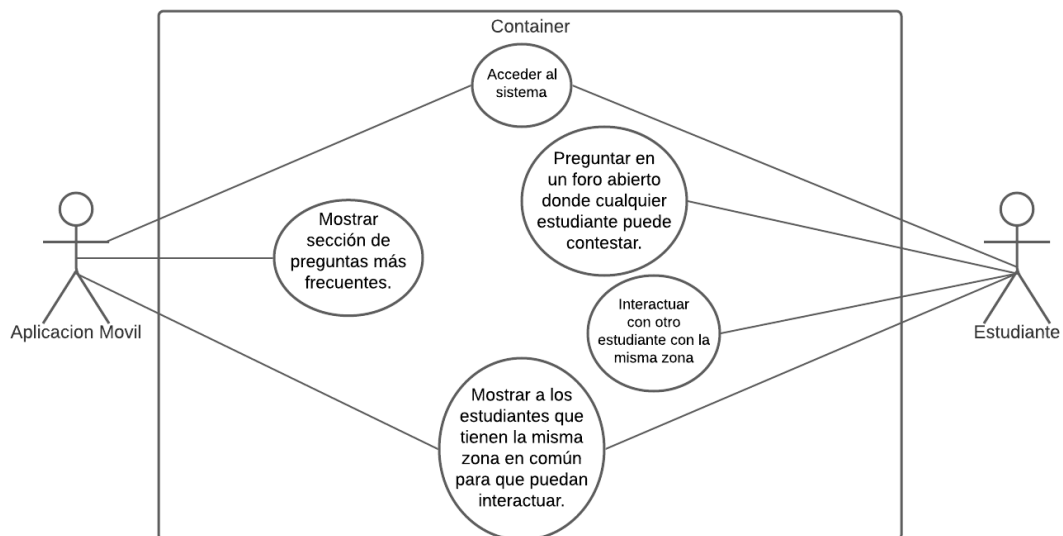 Container
Acceder al
sistema
Preguntar en
un foro abierto
donde cualquier
estudiante puede
contestar.
Mostrar
sección de
preguntas más
frecuentes.
Interactuar
con otro
estudiante con la
misma zona
Aplicacion Movil
Estudiante
Mostrar a los
estudiantes que
tienen la misma
zona en común
para que puedan
interactuar.